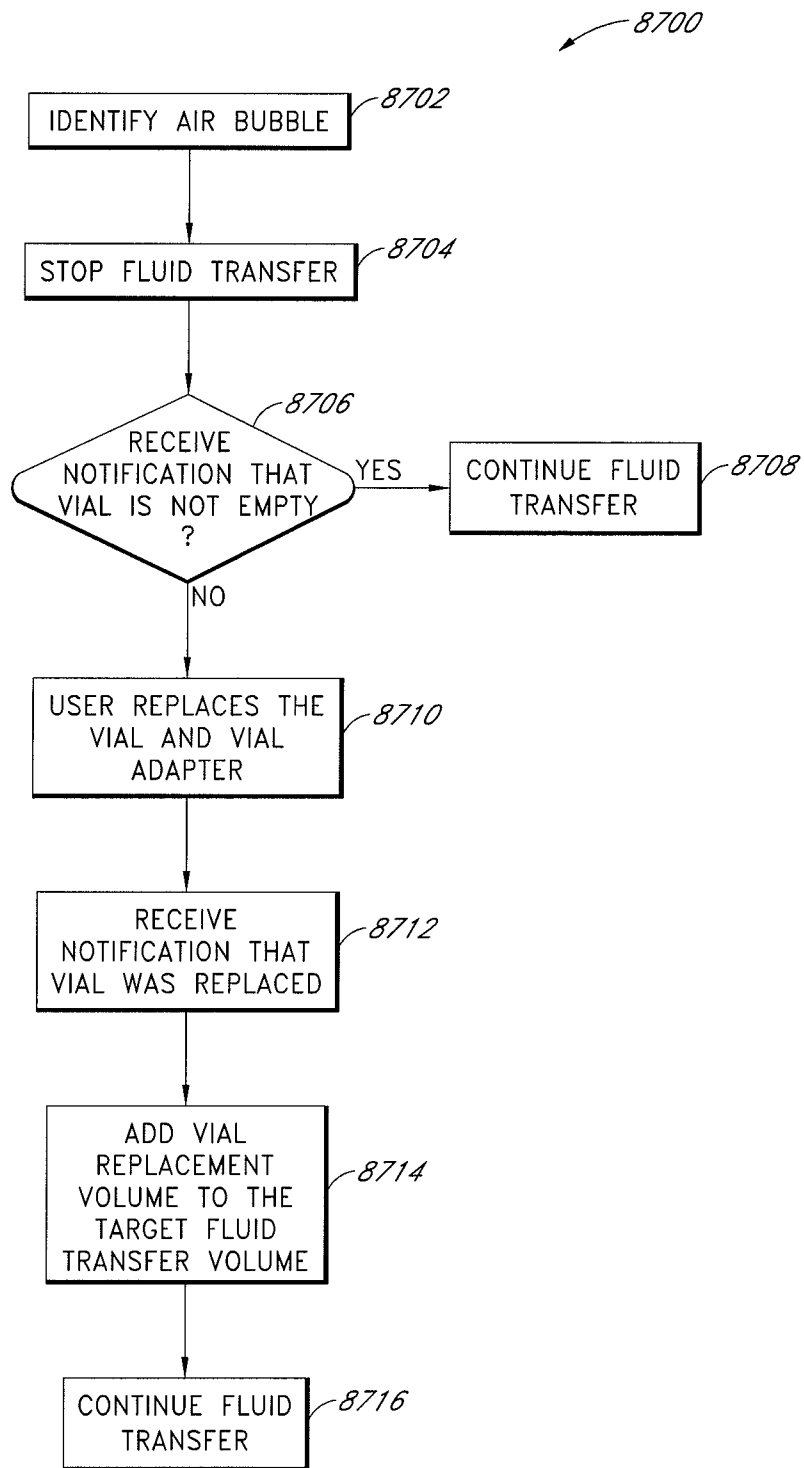 8700
IDENTIFY AIR BUBBLE
8702
STOP FLUID TRANSFER
8704
8706
RECEIVE
NOTIFICATION THAT
VIAL IS NOT EMPTY
?
YES
CONTINUE FLUID
TRANSFER
8708
NO
USER REPLACES THE
VIAL AND VIAL
ADAPTER
8710
RECEIVE
NOTIFICATION THAT
VIAL WAS REPLACED
8712
ADD VIAL
REPLACEMENT
VOLUME TO THE
TARGET FLUID
TRANSFER VOLUME
8714
CONTINUE FLUID
TRANSFER
8716